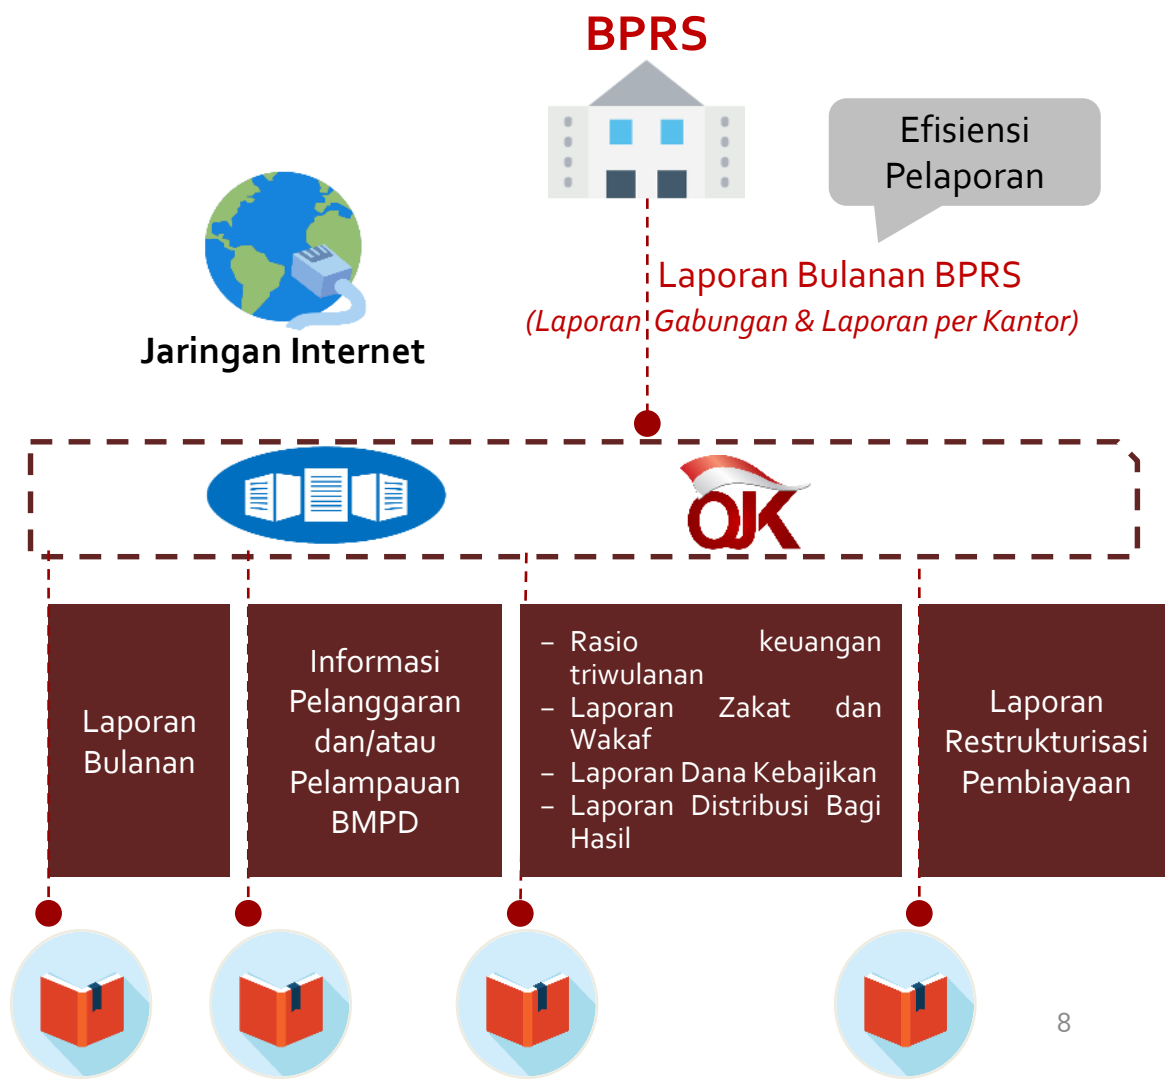 BPRS
Efisiensi
Pelaporan
Laporan Bulanan BPRS
(Laporan Gabungan & Laporan per Kantor)
Jaringan Internet
OJK
Laporan
Bulanan
Informasi
Pelanggaran
dan/atau
Pelampauan
BMPD
– Rasio keuangan
triwulanan
– Laporan Zakat dan
Wakaf
– Laporan Dana Kebajikan
– Laporan Distribusi Bagi
Hasil
Laporan
Restrukturisasi
Pembiayaan
8